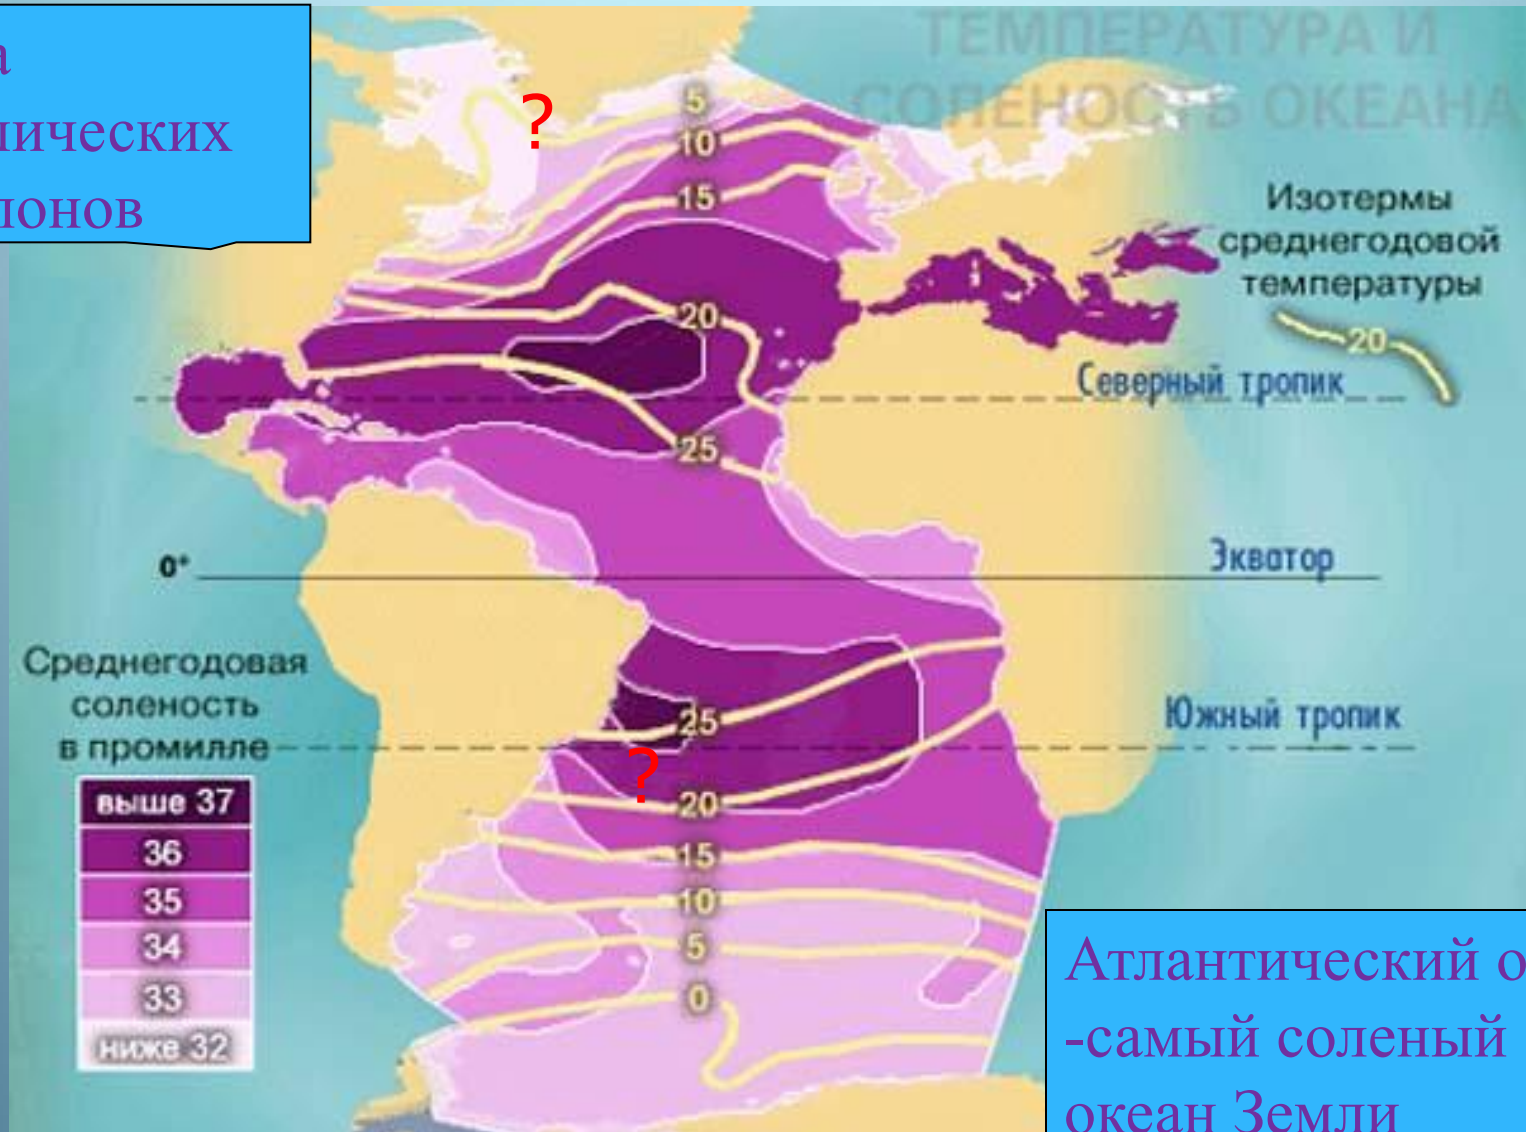 а
мических
лонов
ТЕМПЕРАТУРА И
СОЛЕНОСТЬ ОКЕАНА
?
5
10
15
Изотермы
среднегодовой
температуры
20
20
Северный тропик
25
0°
Экватор
Среднегодовая
соленость
в промилле
Южный тропик
25
?
20
15
10
5
0
выше 37
36
35
34
33
ниже 32
Атлантический о
-самый соленый
океан Земли